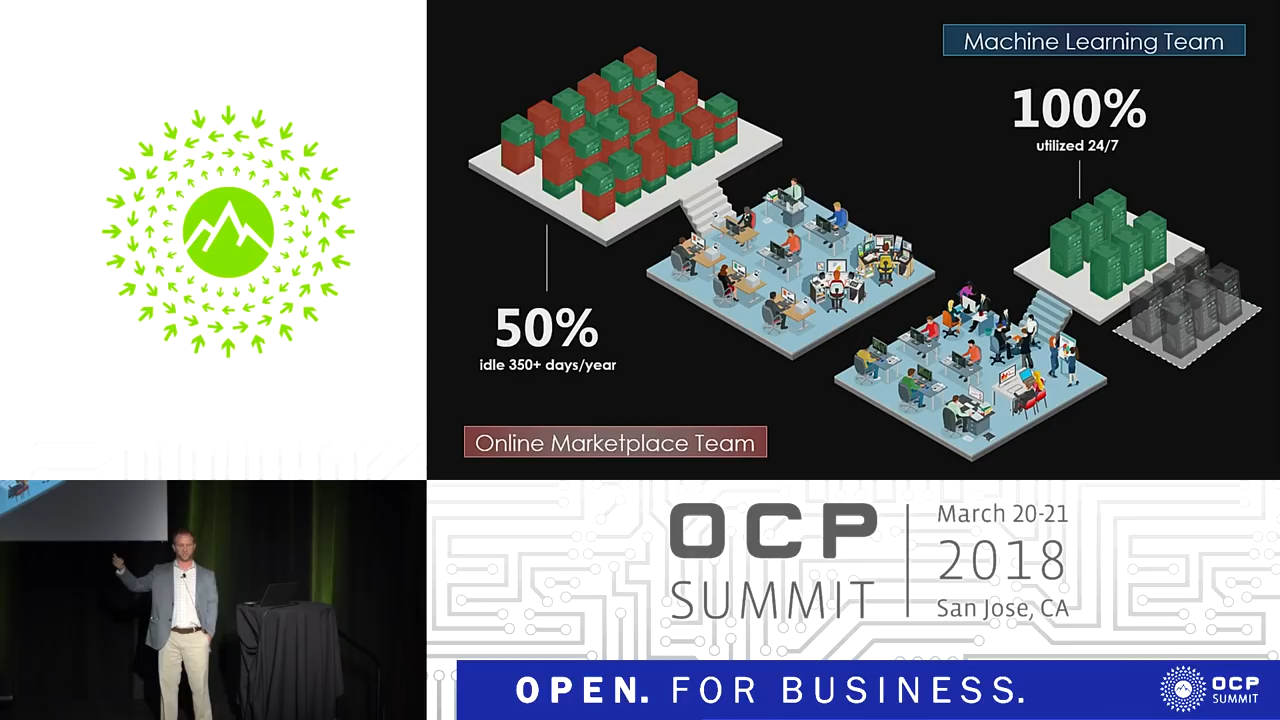 Machine Learning Team
100%
utilized 24/7
50%
idle 350+ days/year
Online Marketplace Team
OCP
SUMMIT
March 20-21
2018
San Jose, CA
OPEN. FOR BUSINESS.
OCP
SUMMIT